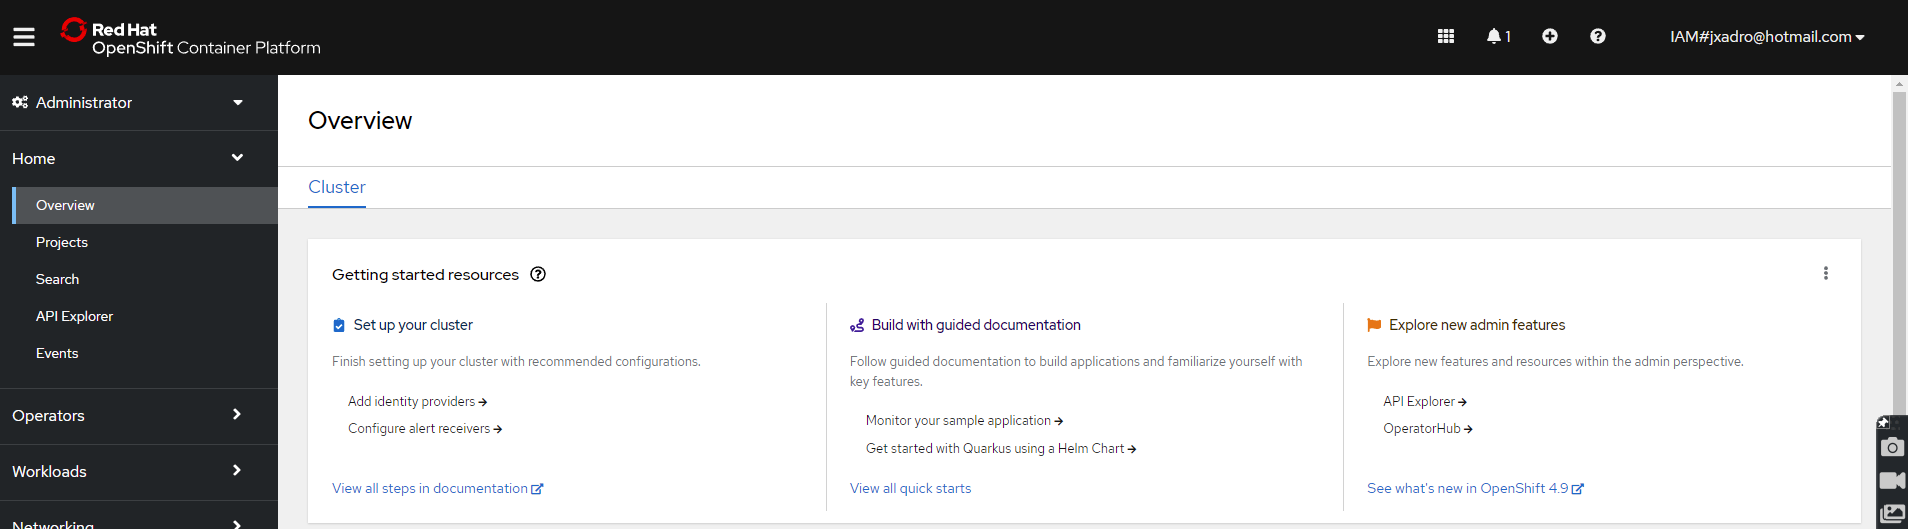 Red Hat
OpenShift Container Platform
1
IAM#jxadro@hotmail.com
Administrator
Home
Overview
Projects
Search
API Explorer
Events
Operators
Workloads
Networking
Overview
Cluster
Getting started resources
Set up your cluster
Finish setting up your cluster with recommended configurations.
Add identity providers
Configure alert receivers
View all steps in documentation
Build with guided documentation
Follow guided documentation to build applications and familiarize yourself with
key features.
Monitor your sample application
Get started with Quarkus using a Helm Chart
View all quick starts
Explore new admin features
Explore new features and resources within the admin perspective.
API Explorer
OperatorHub
See what's new in OpenShift 4.9